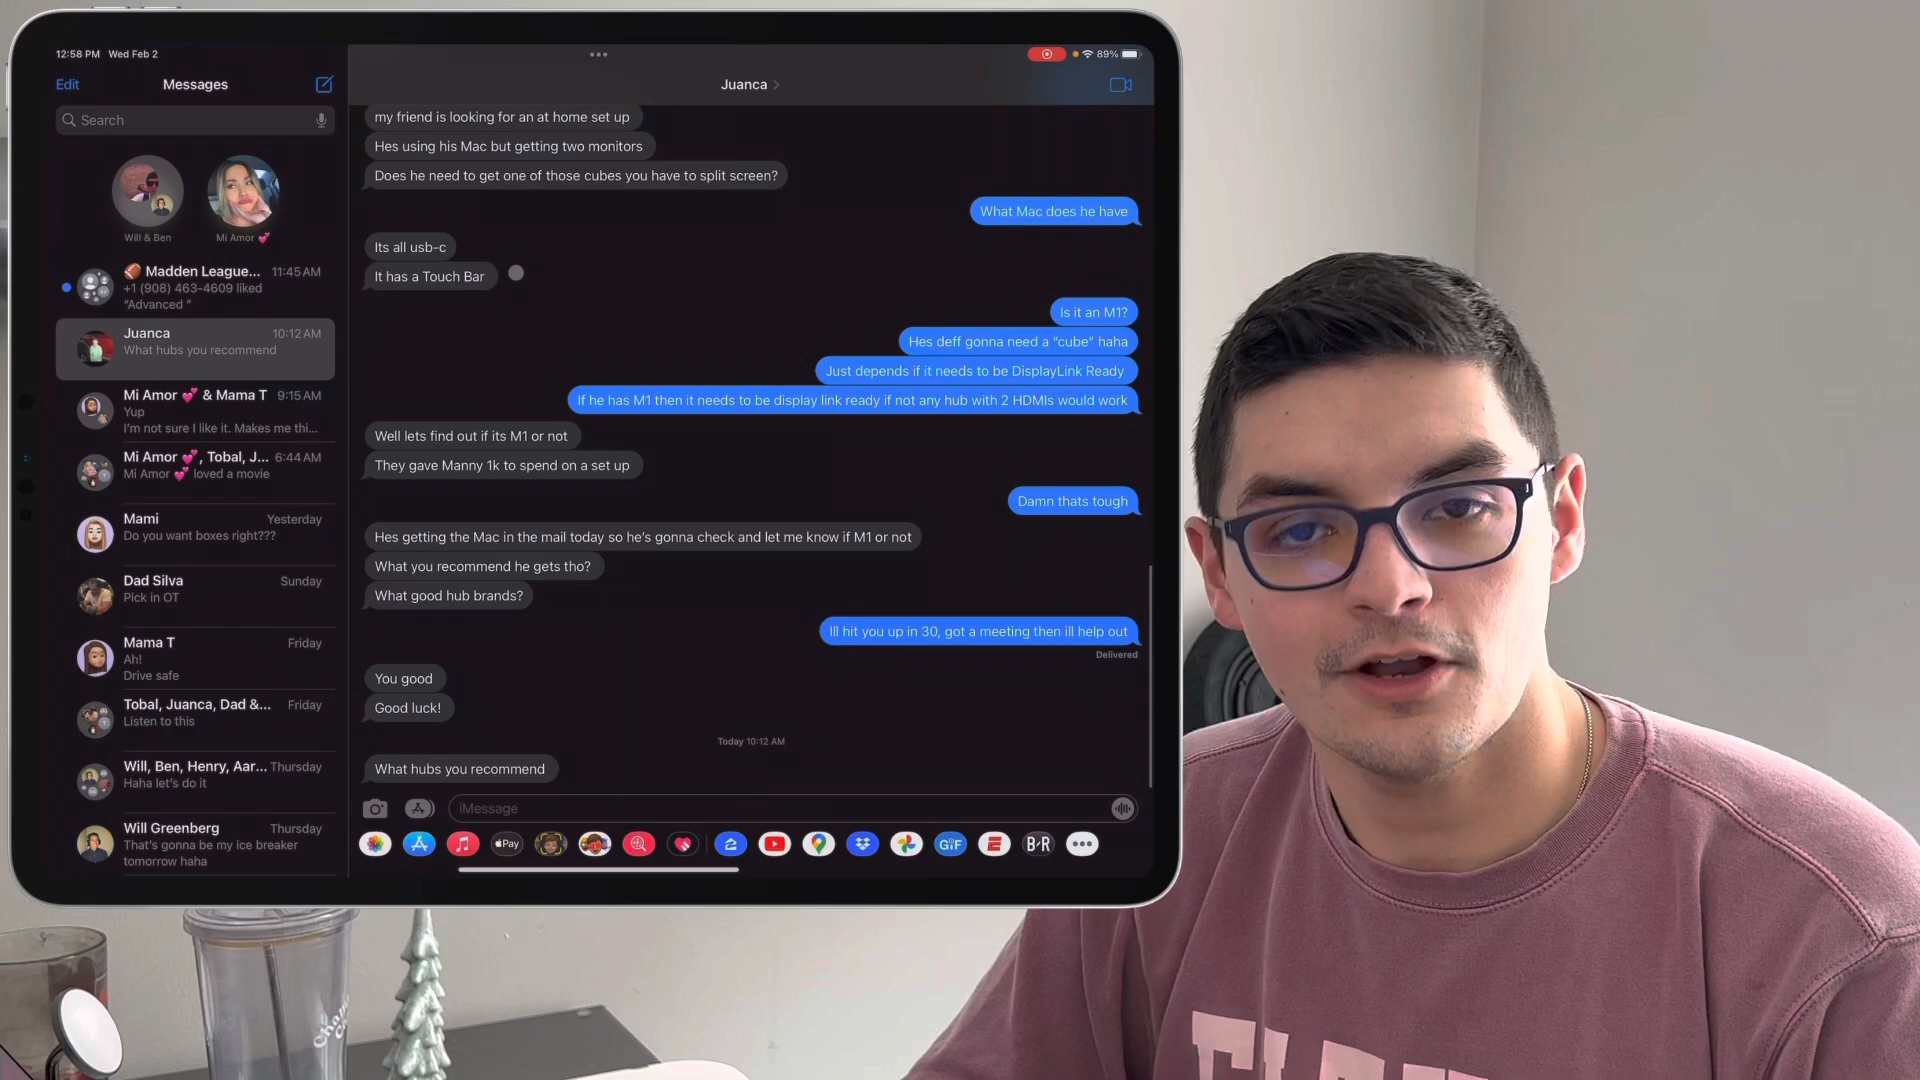 12:58 PM Wed Feb 2
89%
Edit
Messages
Search
Will & Ben
Mi Amor 💕
🏈 Madden League... 11:45 AM
+1 (908) 463-4609 liked
“Advanced “
Juanca 10:12 AM
What hubs you recommend
Mi Amor 💕 & Mama T 9:15 AM
Yup
I'm not sure I like it. Makes me thi...
Mi Amor 💕, Tobal, J... 6:44 AM
Mi Amor 💕 loved a movie
Mami Yesterday
Do you want boxes right???
Dad Silva Sunday
Pick in OT
Mama T Friday
Ah!
Drive safe
Tobal, Juanca, Dad &... Friday
Listen to this
Will, Ben, Henry, Aar... Thursday
Haha let's do it
Will Greenberg Thursday
That's gonna be my ice breaker
tomorrow haha
Juanca
my friend is looking for an at home set up
Hes using his Mac but getting two monitors
Does he need to get one of those cubes you have to split screen?
What Mac does he have
Its all usb-c
It has a Touch Bar
Is it an M1?
Hes deff gonna need a “cube” haha
Just depends if it needs to be DisplayLink Ready
If he has M1 then it needs to be display link ready if not any hub with 2 HDMIs would work
Well lets find out if its M1 or not
They gave Manny 1k to spend on a set up
Damn thats tough
Hes getting the Mac in the mail today so he's gonna check and let me know if M1 or not
What you recommend he gets tho?
What good hub brands?
Ill hit you up in 30, got a meeting then ill help out
Delivered
You good
Good luck!
Today 10:12 AM
What hubs you recommend
iMessage
Pay
GIF
B/R